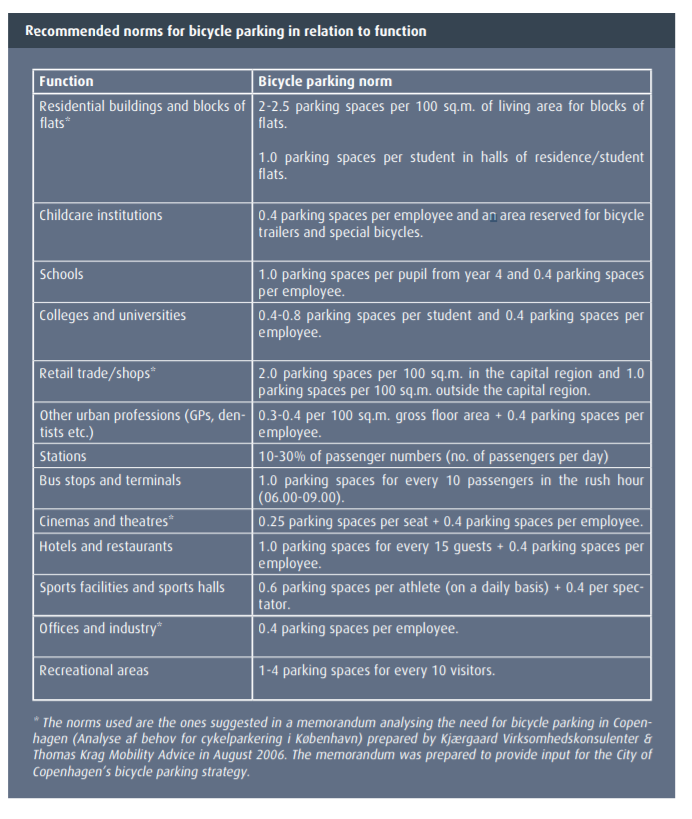 Recommended norms for bicycle parking in relation to function
Function
Bicycle parking norm
Residential buildings and blocks of
flats*
2-2.5 parking spaces per 100 sq.m. of living area for blocks of
flats.
1.0 parking spaces per student in halls of residence/student
flats.
Childcare institutions
0.4 parking spaces per employee and an area reserved for bicycle
trailers and special bicycles.
Schools
1.0 parking spaces per pupil from year 4 and 0.4 parking spaces
per employee.
Colleges and universities
0.4-0.8 parking spaces per student and 0.4 parking spaces per
employee.
Retail trade/shops*
2.0 parking spaces per 100 sq.m. in the capital region and 1.0
parking spaces per 100 sq.m. outside the capital region.
Other urban professions (GPs, den-
tists etc.)
0.3-0.4 per 100 sq.m. gross floor area + 0.4 parking spaces per
employee.
Stations
10-30% of passenger numbers (no. of passengers per day)
Bus stops and terminals
1.0 parking spaces for every 10 passengers in the rush hour
(06.00-09.00).
Cinemas and theatres*
0.25 parking spaces per seat + 0.4 parking spaces per employee.
Hotels and restaurants
1.0 parking spaces for every 15 guests + 0.4 parking spaces per
employee.
Sports facilities and sports halls
0.6 parking spaces per athlete (on a daily basis) + 0.4 per spec-
tator.
Offices and industry*
0.4 parking spaces per employee.
Recreational areas
1-4 parking spaces for every 10 visitors.
* The norms used are the ones suggested in a memorandum analysing the need for bicycle parking in Copen-
hagen (Analyse af behov for cykelparkering i København) prepared by Kjærgaard Virksomhedskonsulenter &
Thomas Krag Mobility Advice in August 2006. The memorandum was prepared to provide input for the City of
Copenhagen's bicycle parking strategy.